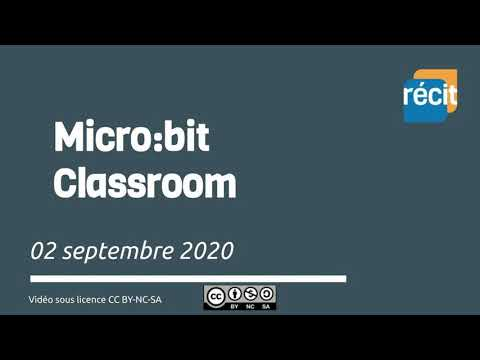 récit
Micro:bit
Classroom
02 septembre 2020
Vidéo sous licence CC BY-NC-SA
cc
BY NC SA